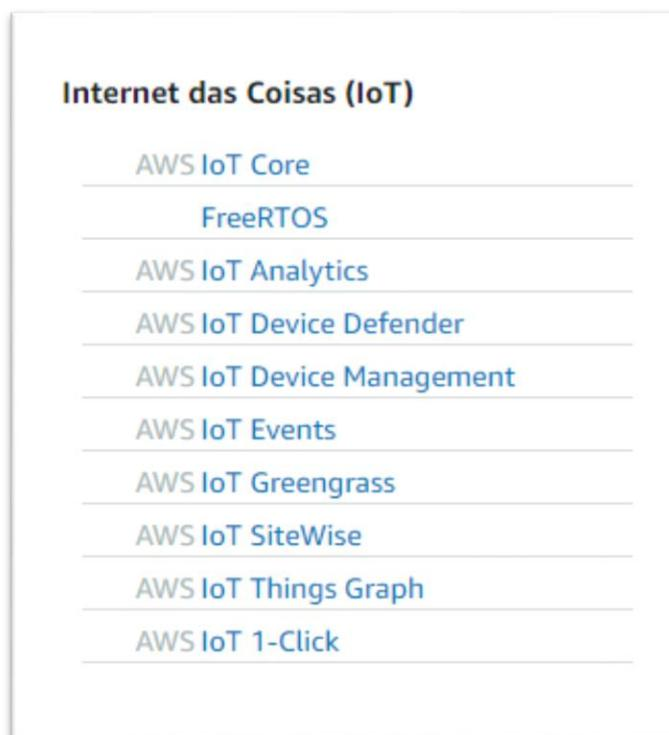 Internet das Coisas (IoT)
AWS IoT Core
FreeRTOS
AWS IoT Analytics
AWS IoT Device Defender
AWS IoT Device Management
AWS IoT Events
AWS IoT Greengrass
AWS IoT SiteWise
AWS IoT Things Graph
AWS IoT 1-Click